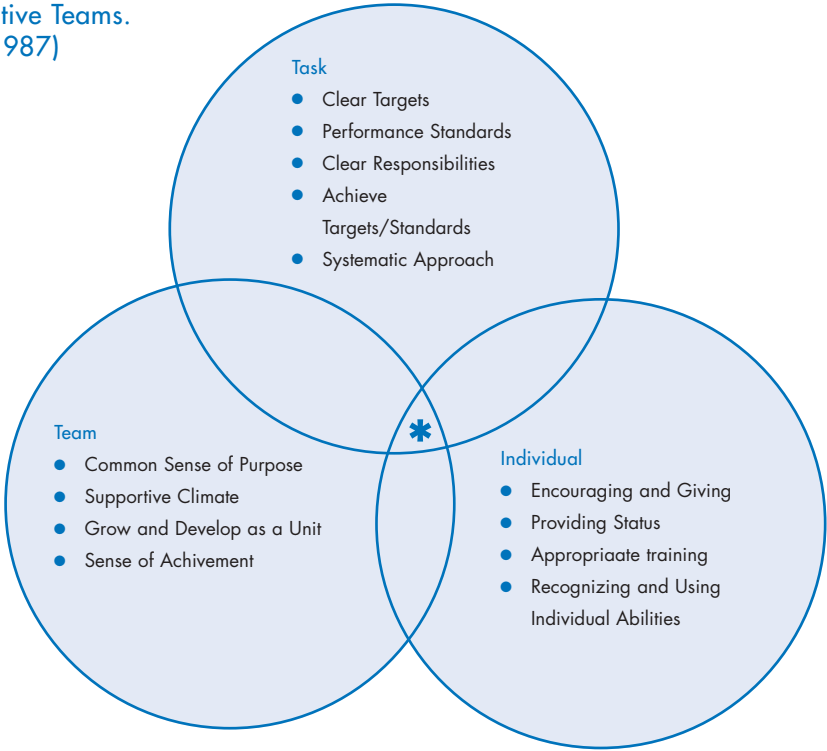 tive Teams.
987)
Task
● Clear Targets
● Performance Standards
● Clear Responsibilities
● Achieve
Targets/Standards
● Systematic Approach
Team
● Common Sense of Purpose
● Supportive Climate
● Grow and Develop as a Unit
● Sense of Achivement
✱
Individual
● Encouraging and Giving
● Providing Status
● Appropriaate training
● Recognizing and Using
Individual Abilities